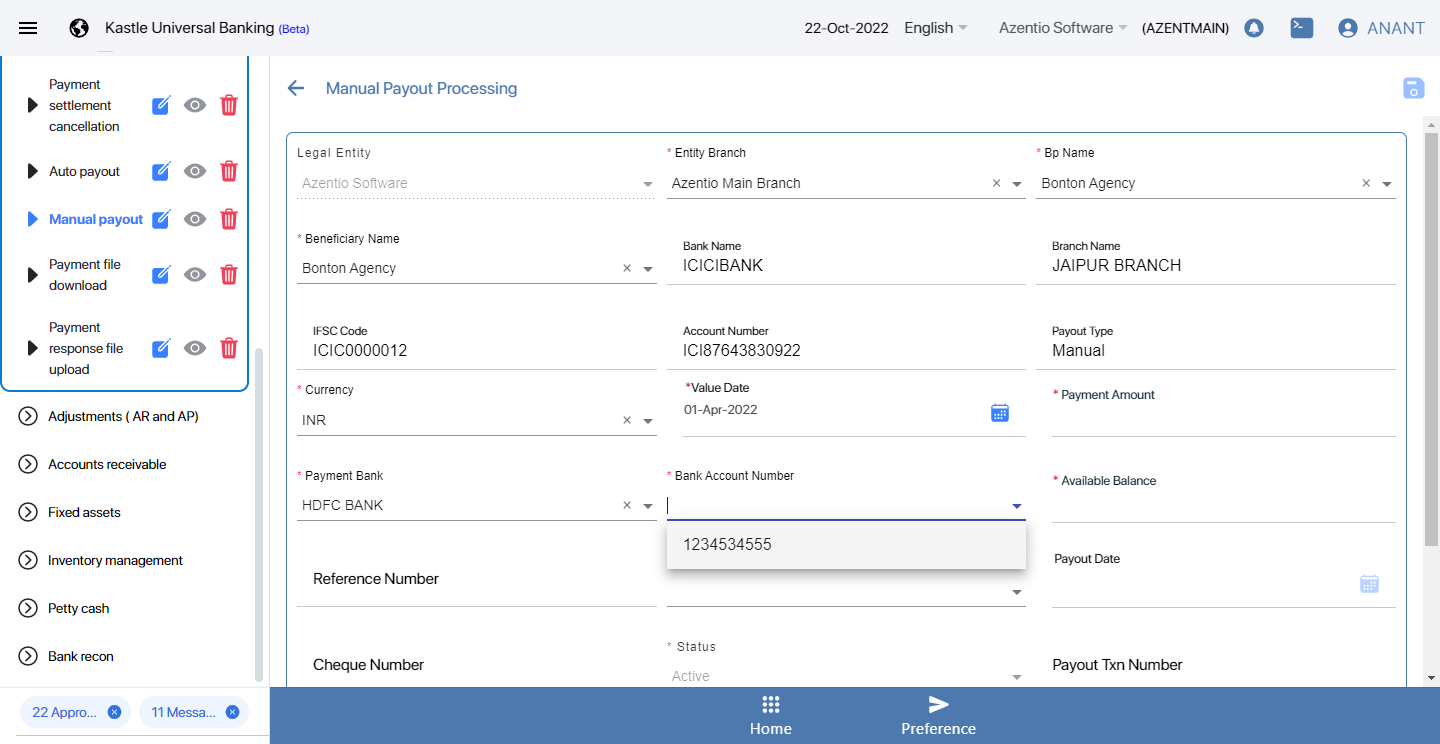 Kastle Universal Banking (Beta)
22-Oct-2022
English
Azentio Software
(AZENTMAIN)
ANANT
Payment
settlement
cancellation
Auto payout
Manual payout
Payment file
download
Payment
response file
upload
Adjustments ( AR and AP)
Accounts receivable
Fixed assets
Inventory management
Petty cash
Bank recon
22 Appro...
11 Messa...
Manual Payout Processing
Legal Entity
Azentio Software
* Entity Branch
Azentio Main Branch
* Bp Name
Bonton Agency
* Beneficiary Name
Bonton Agency
Bank Name
ICICIBANK
Branch Name
JAIPUR BRANCH
IFSC Code
ICIC0000012
Account Number
ICI87643830922
Payout Type
Manual
* Currency
INR
*Value Date
01-Apr-2022
* Payment Amount
* Payment Bank
HDFC BANK
* Bank Account Number
1234534555
* Available Balance
Reference Number
Payout Date
Cheque Number
* Status
Active
Payout Txn Number
Home
Preference